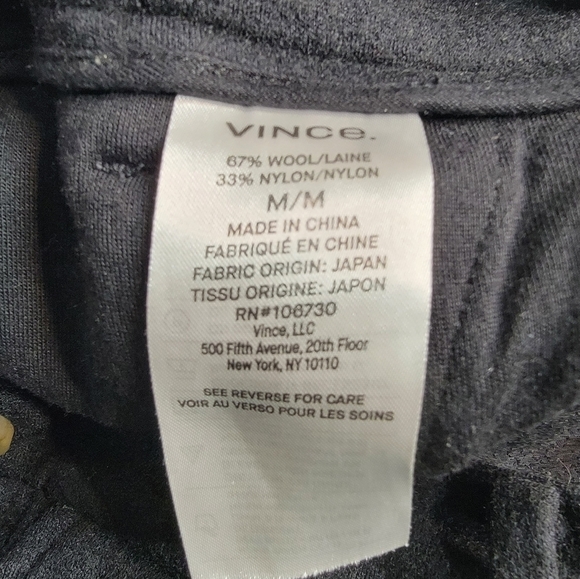 VINCe.
67% WOOL/LAINE
33% NYLON/NYLON
M/M
MADE IN CHINA
FABRIQUÉ EN CHINE
FABRIC ORIGIN: JAPAN
TISSU ORIGINE: JAPON
RN#106730
Vince, LLC
500 Fifth Avenue, 20th Floor
New York, NY 10110
SEE REVERSE FOR CARE
VOIR AU VERSO POUR LES SOINS